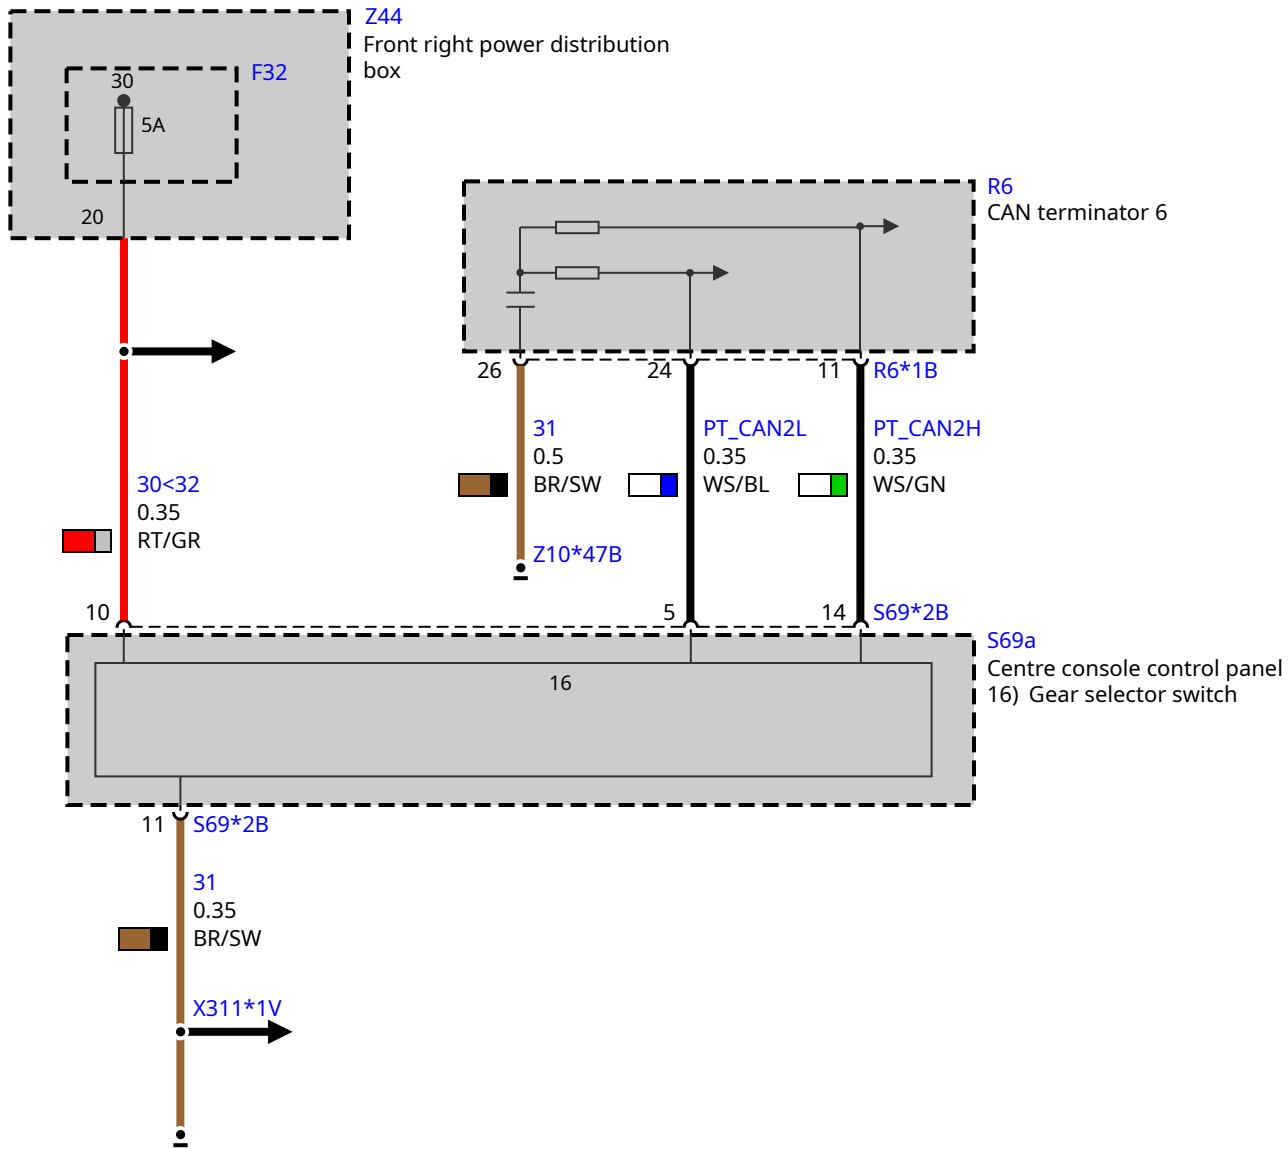 Z44
Front right power distribution
box
F32
30
5A
20
R6
CAN terminator 6
26
24
11
R6*1B
31
0.5
BR/SW
PT_CAN2L
0.35
WS/BL
PT_CAN2H
0.35
WS/GN
30<32
0.35
RT/GR
Z10*47B
10
5
14
S69*2B
S69a
Centre console control panel
16) Gear selector switch
16
11
S69*2B
31
0.35
BR/SW
X311*1V